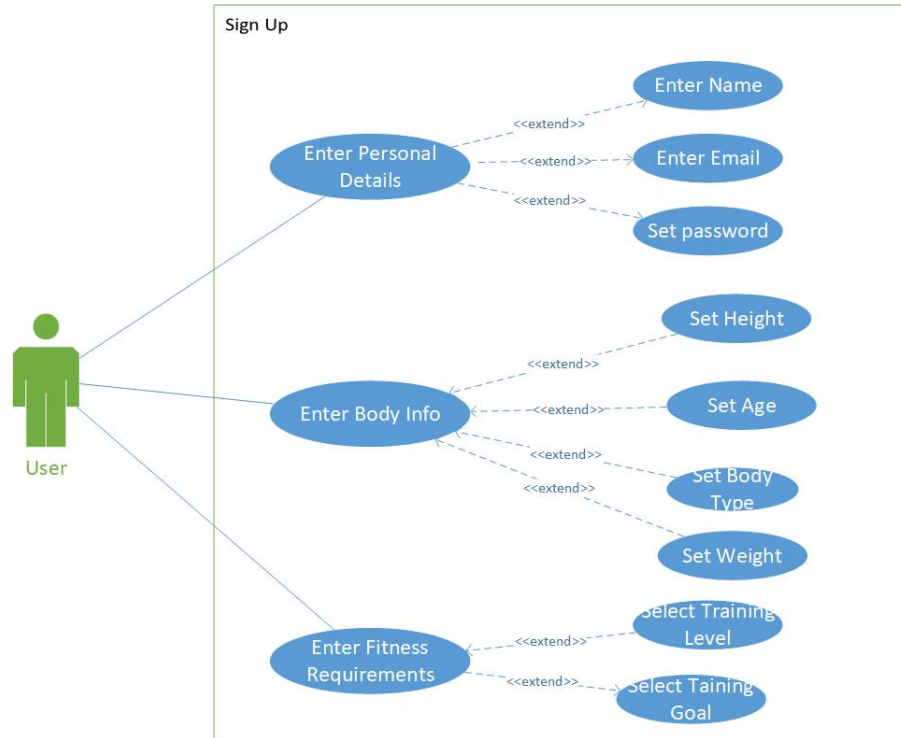 Sign Up
Enter Name
<<extend>>
Enter Personal
Details
<<extend>>
Enter Email
<<extend>>
Set password
Set Height
<<extend>>
Enter Body Info
<<extend>>
Set Age
<<extend>>
Set Body
Type
<<extend>>
Set Weight
User
Select Training
Level
<<extend>>
Enter Fitness
Requirements
<<extend>>
Select Taining
Goal